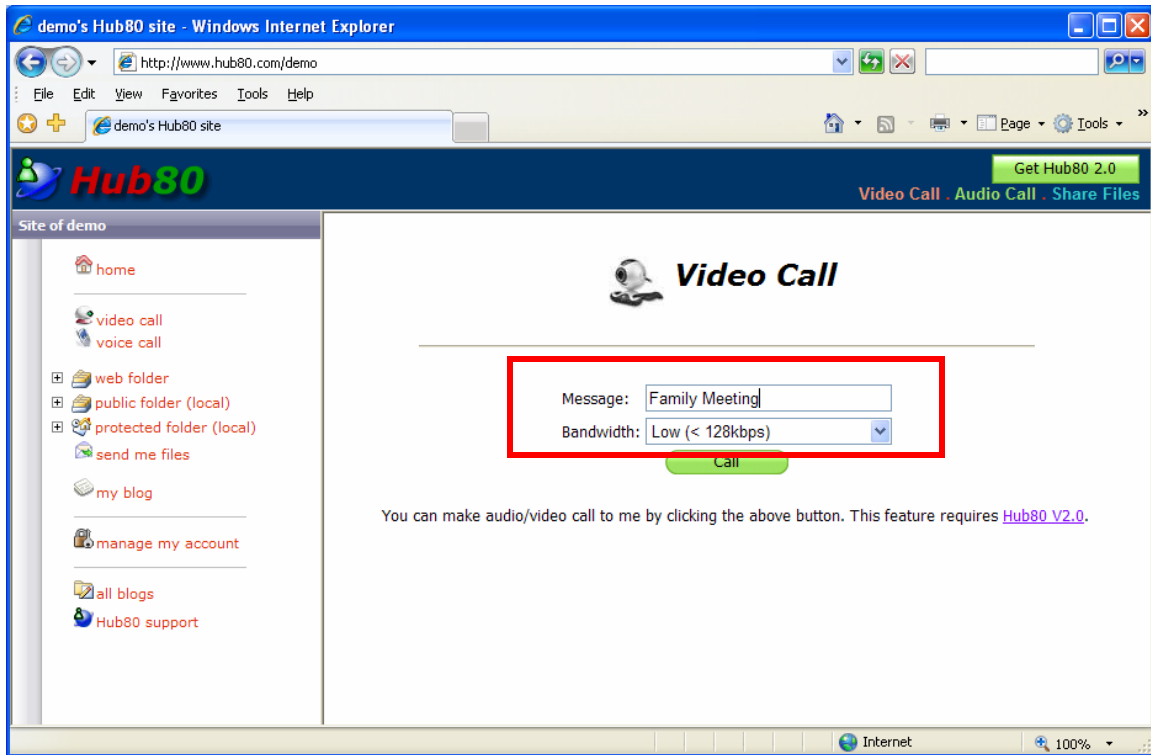 demo's Hub80 site - Windows Internet Explorer
http://www.hub80.com/demo
File Edit View Favorites Tools Help
demo's Hub80 site
Page Tools »
Hub80
Get Hub80 2.0
Video Call . Audio Call . Share Files
Site of demo
home
video call
voice call
web folder
public folder (local)
protected folder (local)
send me files
my blog
manage my account
all blogs
Hub80 support
Video Call
Message: Family Meeting
Bandwidth: Low (< 128kbps)
Call
You can make audio/video call to me by clicking the above button. This feature requires Hub80 V2.0.
Internet
100%